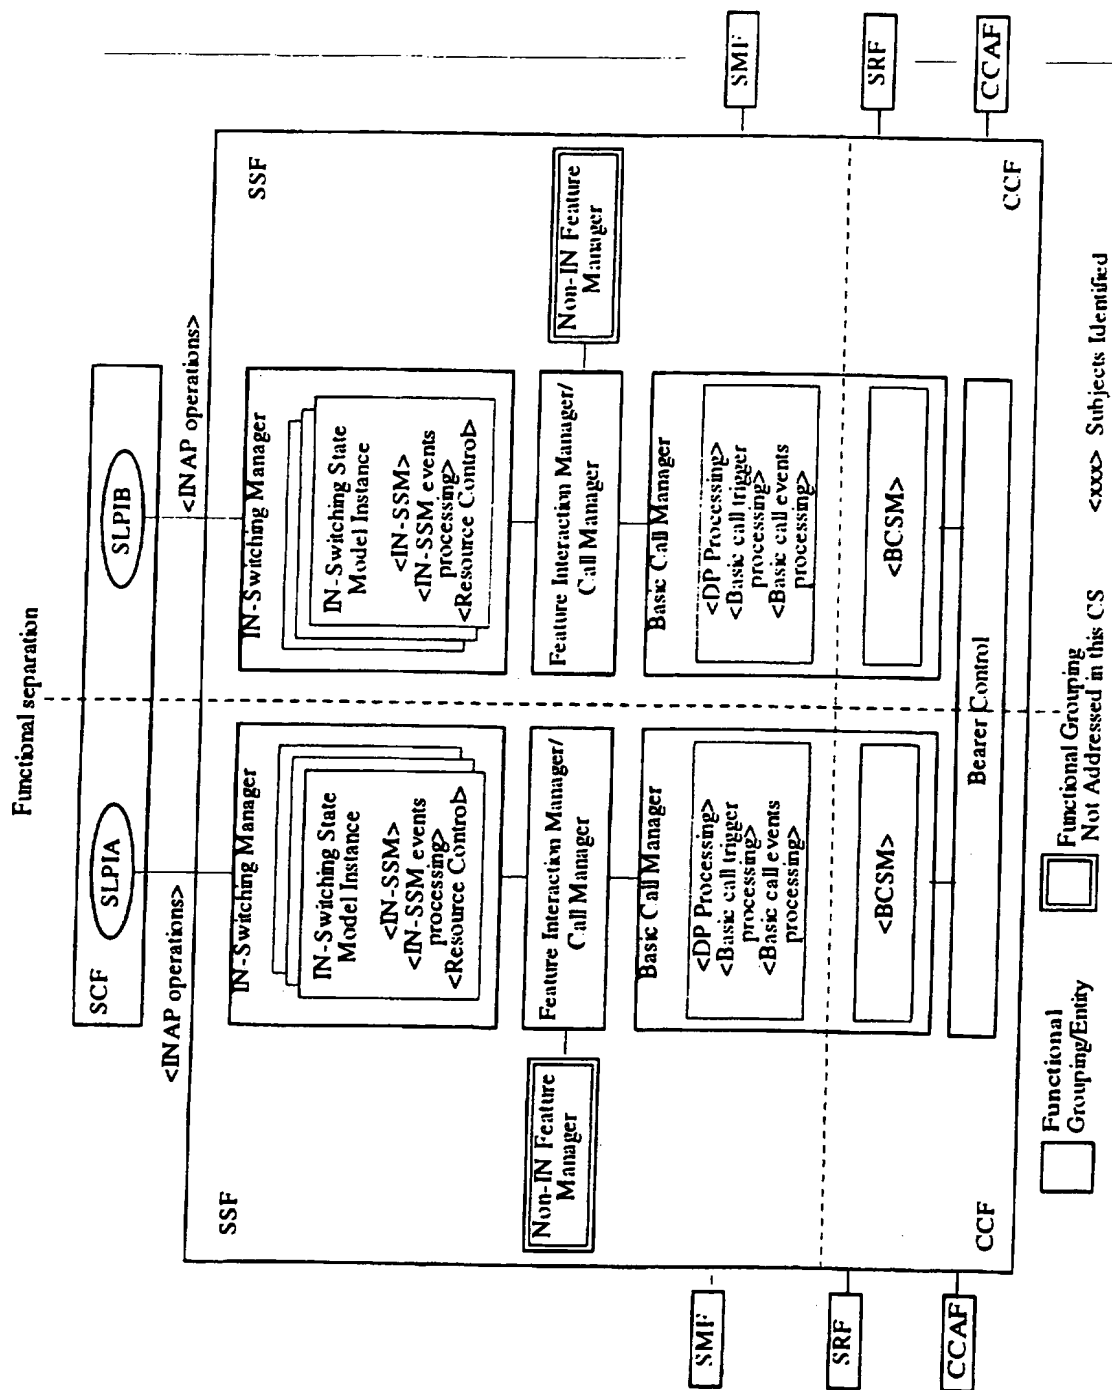 Functional separation
SCF
SLPIA
SLPIB
<INAP operations>
<INAP operations>
SSF
SSF
IN-Switching Manager
IN-Switching State
Model Instance
<IN-SSM>
<IN-SSM events
processing>
<Resource Control>
IN-Switching Manager
IN-Switching State
Model Instance
<IN-SSM>
<IN-SSM events
processing>
<Resource Control>
Non-IN Feature
Manager
Feature Interaction Manager/
Call Manager
Feature Interaction Manager/
Call Manager
Non-IN Feature
Manager
Basic Call Manager
<DP Processing>
<Basic call trigger
processing>
<Basic call events
processing>
Basic Call Manager
<DP Processing>
<Basic call trigger
processing>
<Basic call events
processing>
<BCSM>
<BCSM>
Bearer Control
CCF
CCF
SMF
SRF
CCAF
SMF
SRF
CCAF
Functional
Grouping/Entity
Functional Grouping
Not Addressed in this CS
<xxx> Subjects Identified